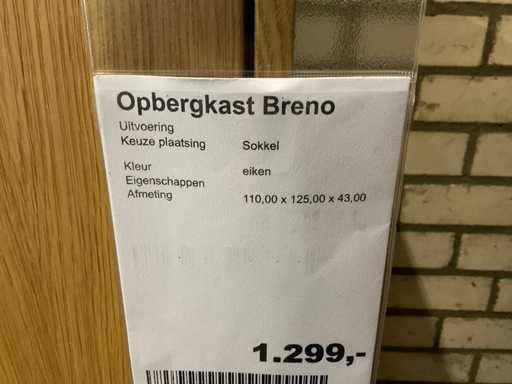 Opbergkast Breno
Uitvoering
Keuze plaatsing Sokkel
Kleur eiken
Eigenschappen
Afmeting 110,00 x 125,00 x 43,00
1.299,-